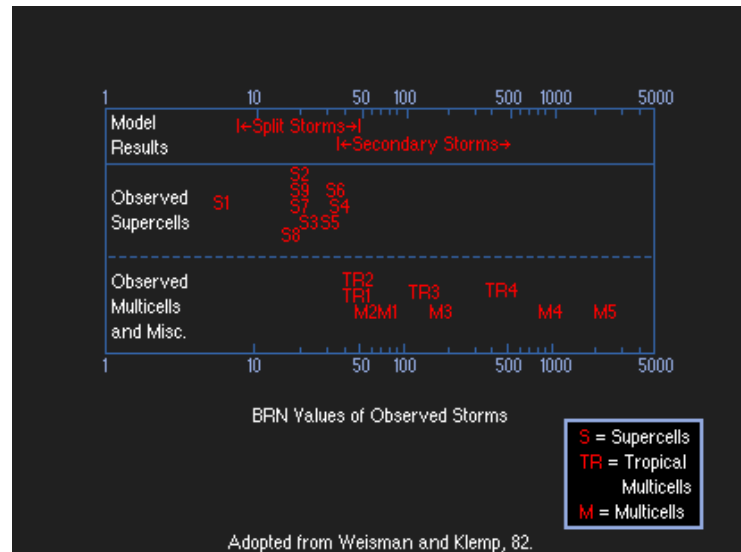 1 10 50 100 500 1000 5000
Model
Results
I←Split Storms→I
I←Secondary Storms→
Observed
Supercells
S1
S2
S9
S7
S3
S8
S6
S4
S5
Observed
Multicells
and Misc.
TR2
TR1
M2
M1
TR3
M3
TR4
M4
M5
1 10 50 100 500 1000 5000
BRN Values of Observed Storms
S = Supercells
TR = Tropical
Multicells
M = Multicells
Adopted from Weisman and Klemp, 82.